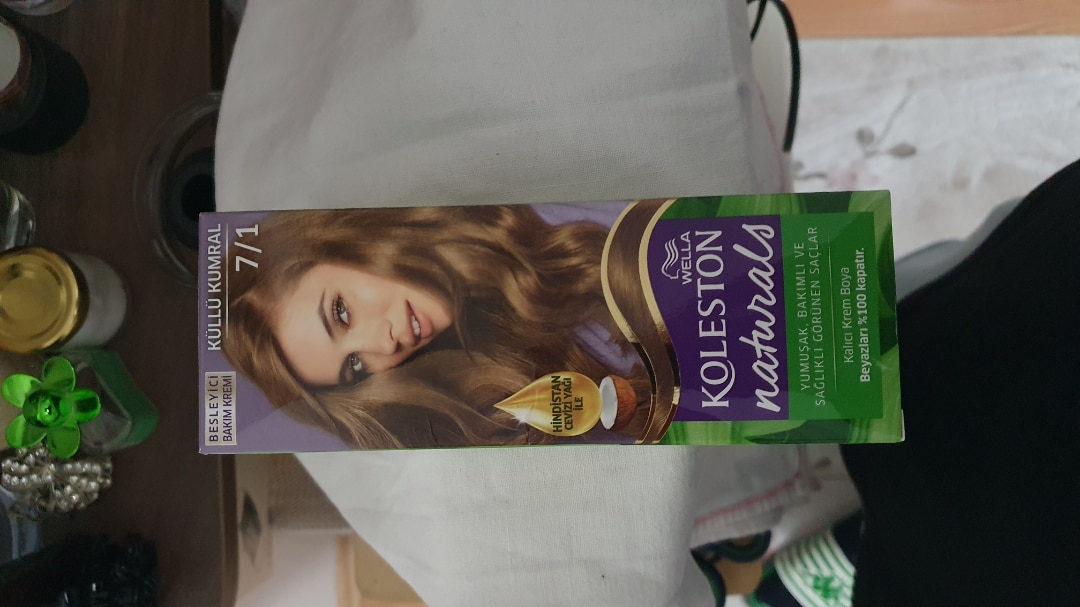 KÜLLÜ KUMRAL
7/1
BESLEYİCİ
BAKIM KREMİ
HİNDİSTAN
CEVİZİ YAĞI
İLE
WELLA
KOLESTON
naturals
YUMUŞAK, BAKIMLI VE
SAĞLIKLI GÖRÜNEN SAÇLAR
Kalıcı Krem Boya
Beyazları %100 kapatır.